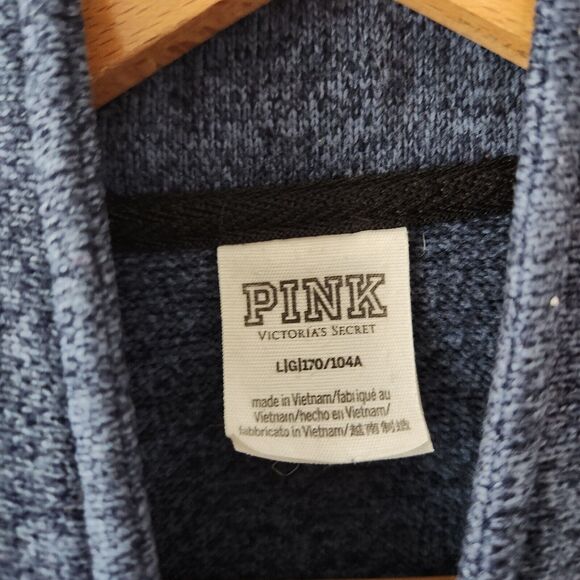 PINK
VICTORIA'S SECRET
L|G|170/104A
made in Vietnam/fabriqué au
Vietnam/hecho en Vietnam/
fabbricato in Vietnam/越南制造